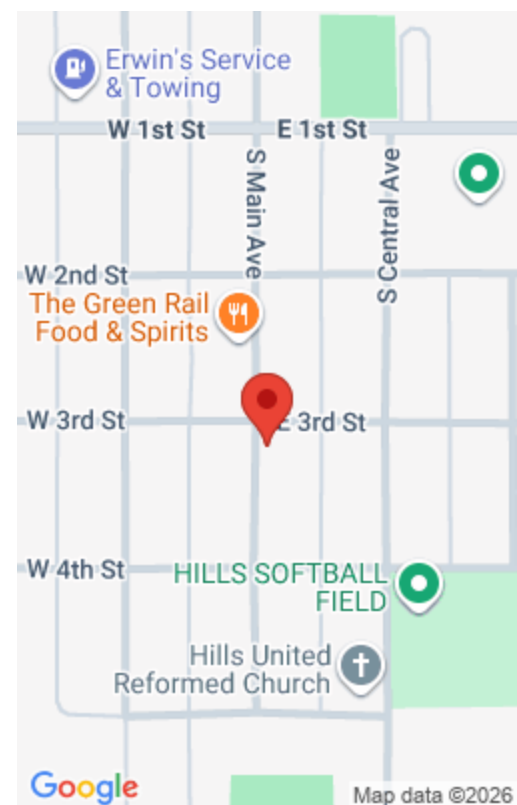 Erwin's Service
& Towing
W 1st St
E 1st St
S Main Ave
S Central Ave
W 2nd St
The Green Rail
Food & Spirits
W 3rd St
E 3rd St
W 4th St
HILLS SOFTBALL
FIELD
Hills United
Reformed Church
Google
Map data ©2026